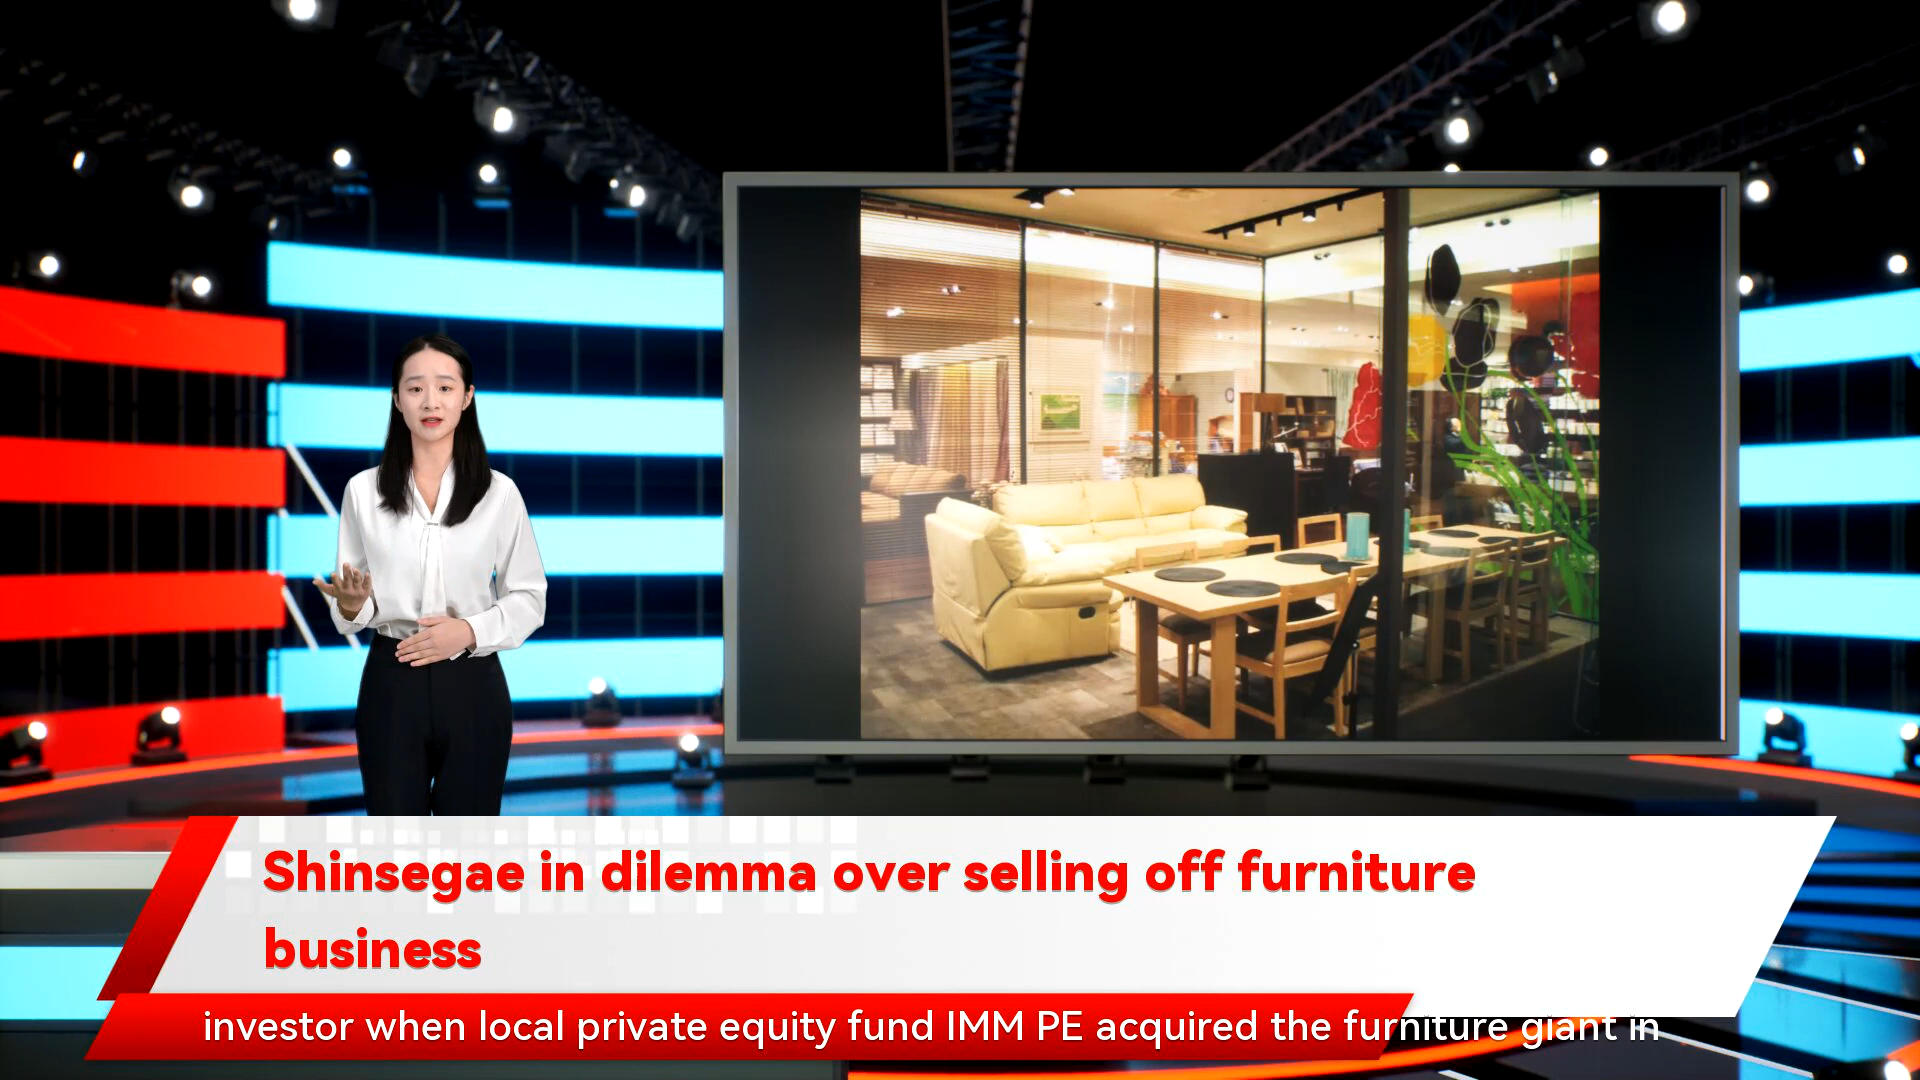 Shinsegae in dilemma over selling off furniture
business
investor when local private equity fund IMM PE acquired the furniture giant in